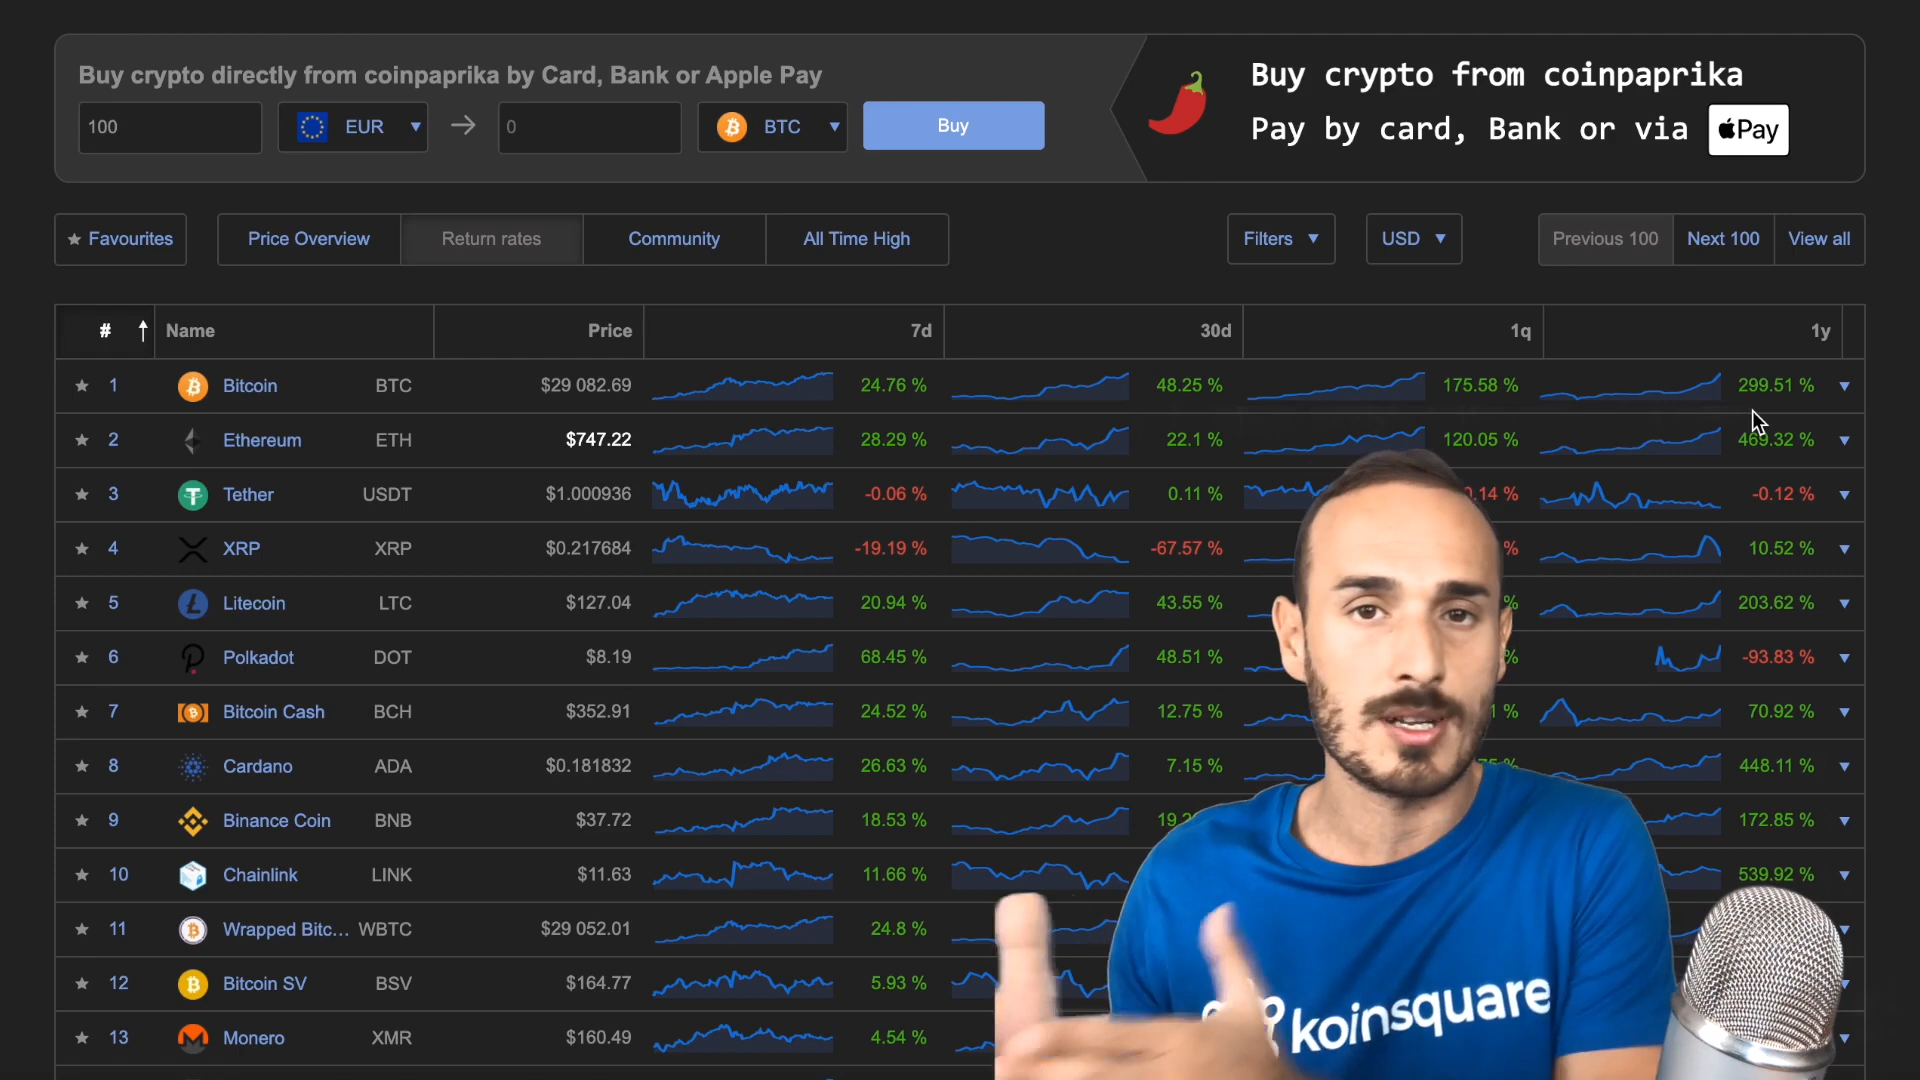 Buy crypto directly from coinpaprika by Card, Bank or Apple Pay
100 EUR 0 BTC Buy
Buy crypto from coinpaprika
Pay by card, Bank or via Pay
Favourites Price Overview Return rates Community All Time High Filters USD Previous 100 Next 100 View all
# Name Price 7d 30d 1q 1y
1 Bitcoin BTC $29 082.69 24.76 % 48.25 % 175.58 % 299.51 %
2 Ethereum ETH $747.22 28.29 % 22.1 % 120.05 % 469.32 %
3 Tether USDT $1.000936 -0.06 % 0.11 % %  -0.12 %
4 XRP XRP $0.217684 -19.19 % -67.57 % % 10.52 %
5 Litecoin LTC $127.04 20.94 % 43.55 % % 203.62 %
6 Polkadot DOT $8.19 68.45 % 48.51 % % -93.83 %
7 Bitcoin Cash BCH $352.91 24.52 % 12.75 % % 70.92 %
8 Cardano ADA $0.181832 26.63 % 7.15 % % 448.11 %
9 Binance Coin BNB $37.72 18.53 % 172.85 %
10 Chainlink LINK $11.63 11.66 % 539.92 %
11 Wrapped Bitc... WBTC $29 052.01 24.8 %
12 Bitcoin SV BSV $164.77 5.93 %
13 Monero XMR $160.49 4.54 %
koinsquare